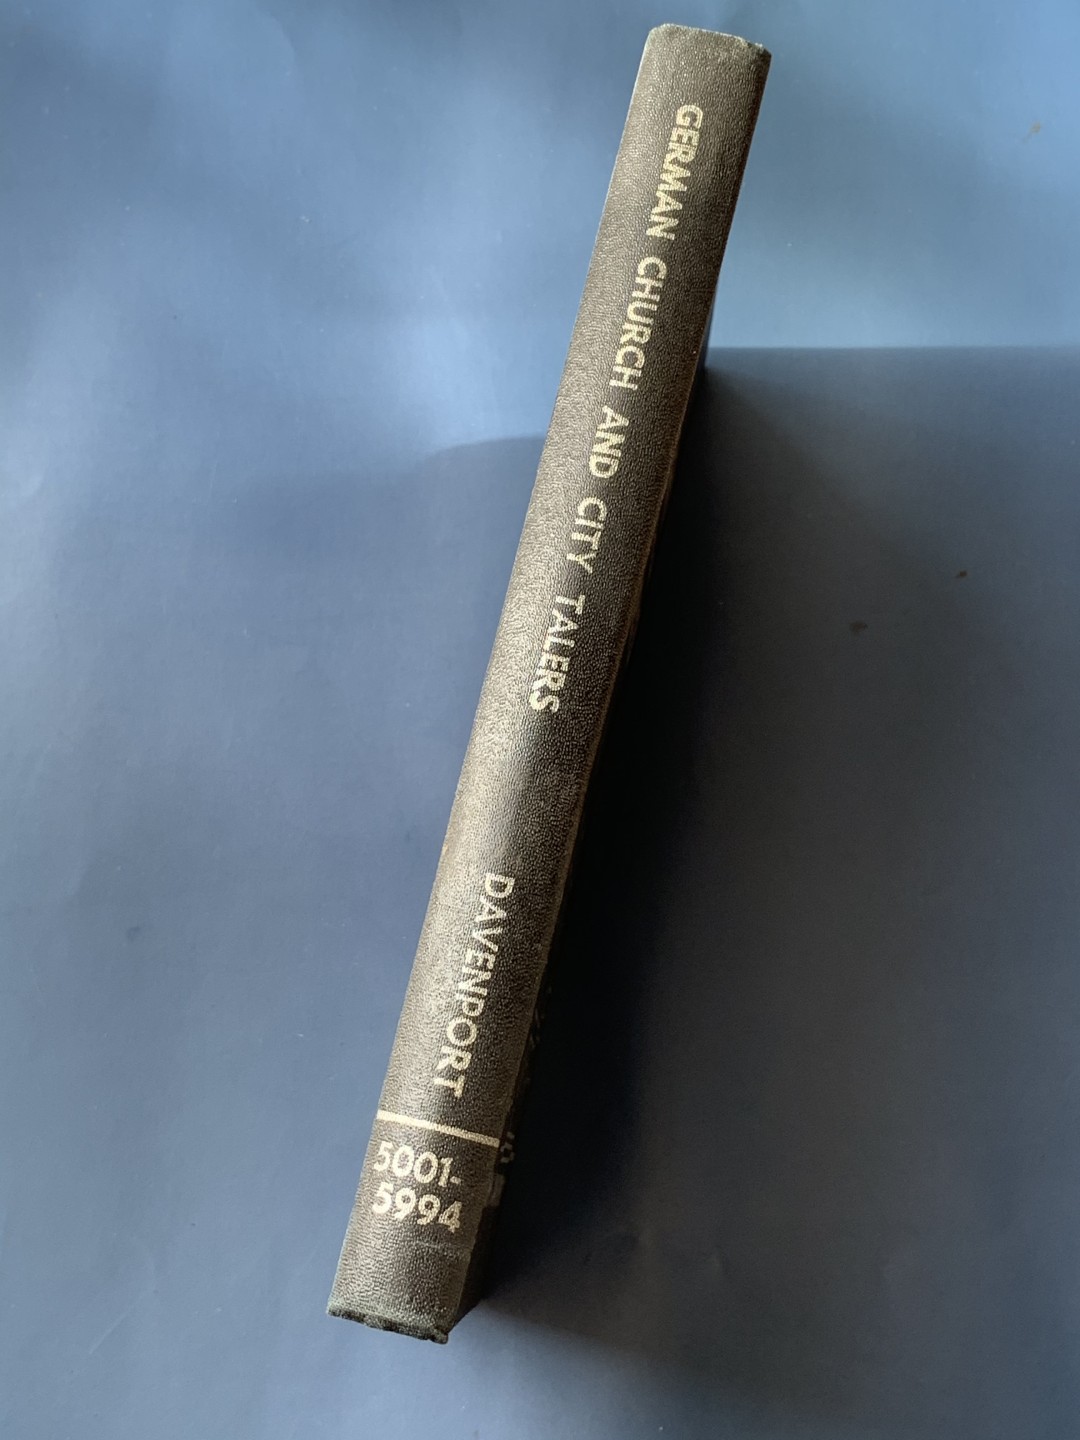 GERMAN CHURCH AND CITY TALERS
DAVENPORT
5001-
5994